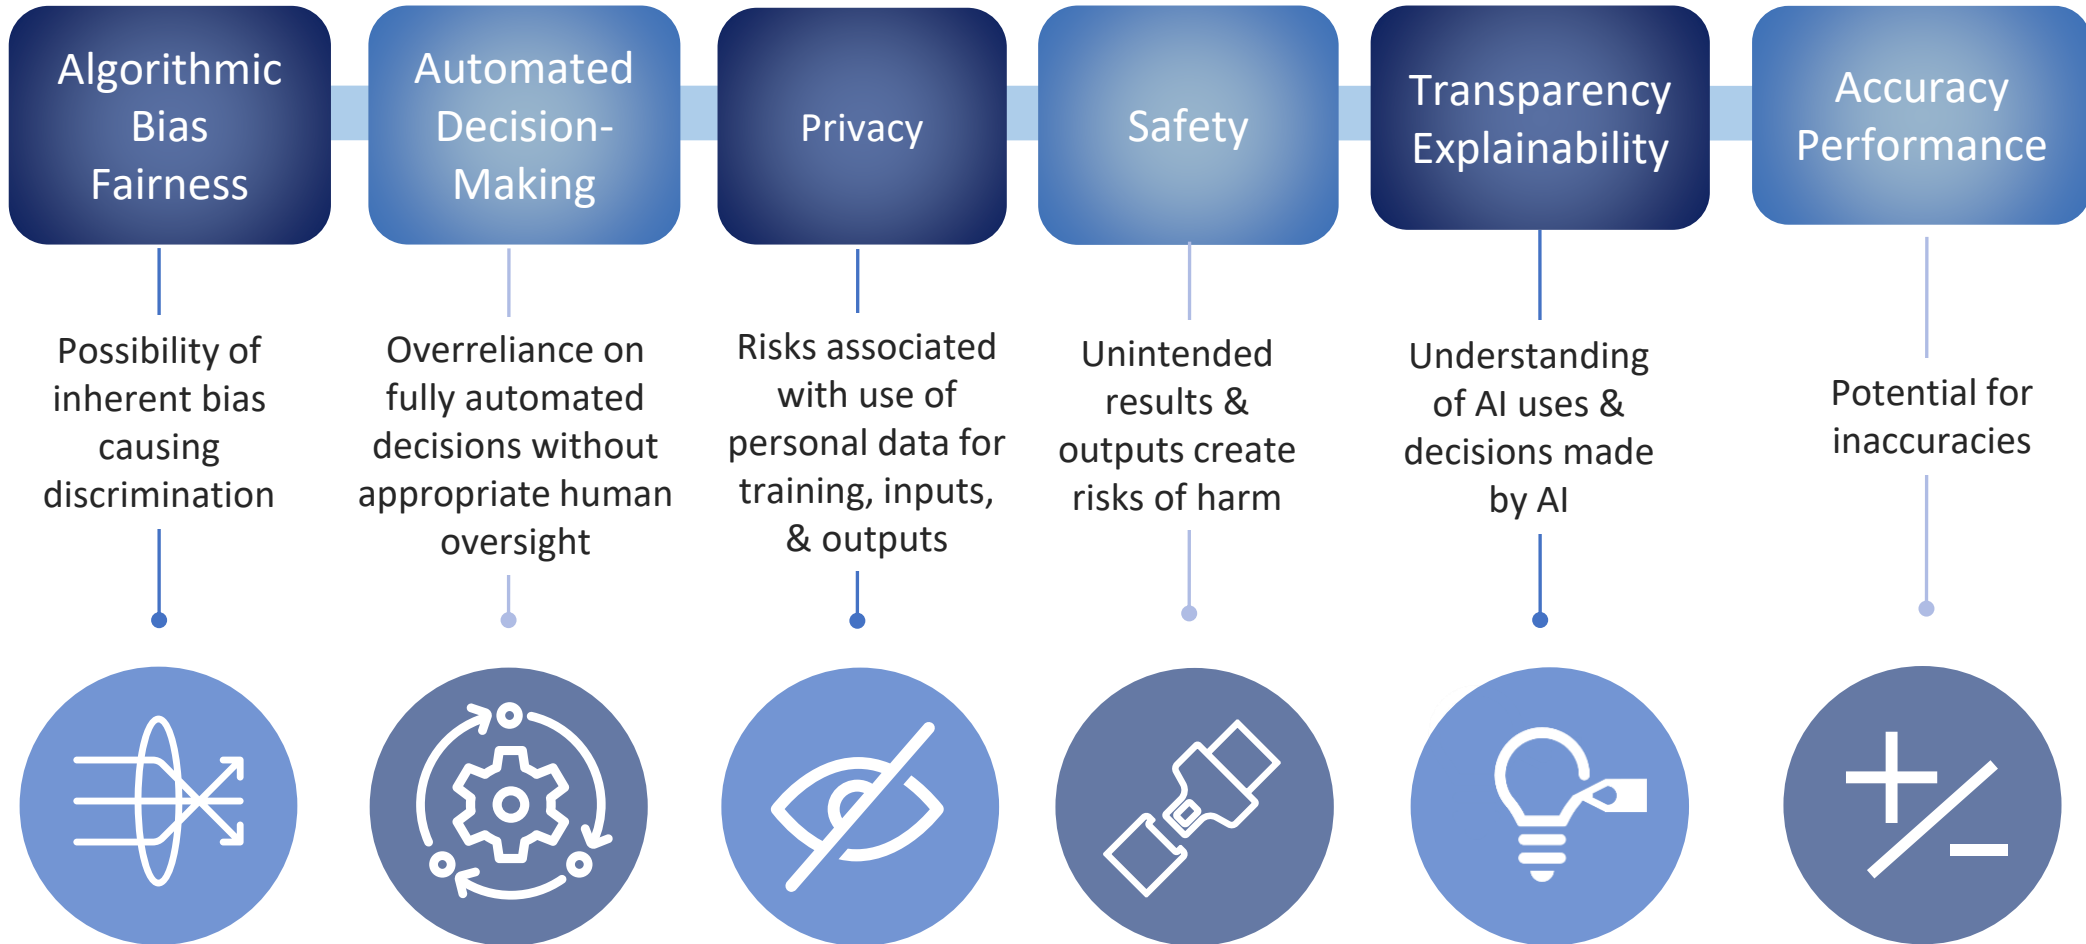 Algorithmic
Bias
Fairness
Possibility of
inherent bias
causing
discrimination
Automated
Decision-
Making
Overreliance on
fully automated
decisions without
appropriate human
oversight
Privacy
Risks associated
with use of
personal data for
training, inputs,
& outputs
Safety
Unintended
results &
outputs create
risks of harm
Transparency
Explainability
Understanding
of AI uses &
decisions made
by AI
Accuracy
Performance
Potential for
inaccuracies